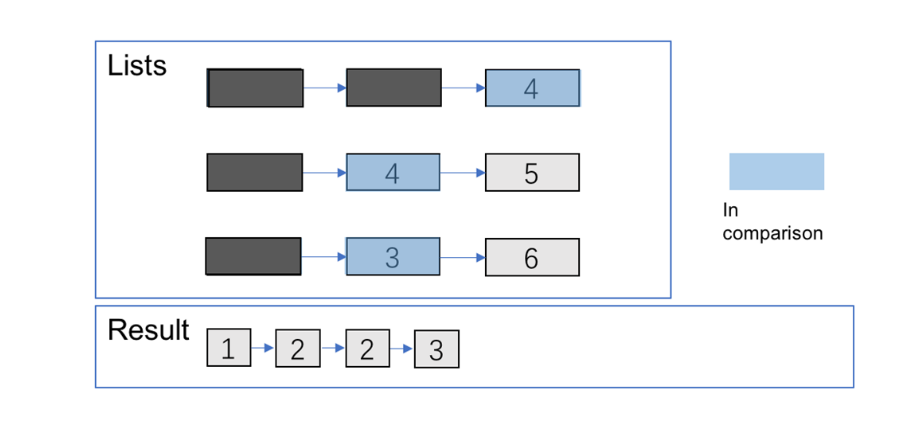 Lists
4
4 5
3 6
In
comparison
Result
1 2 2 3